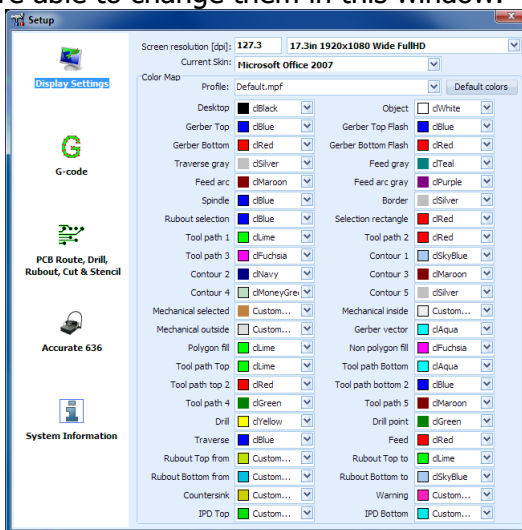 re able to change them in this window.
Setup
Display Settings
G-code
PCB Route, Drill,
Rubout, Cut & Stencil
Accurate 636
System Information
Screen resolution [dpi]: 127.3 17.3in 1920x1080 Wide FullHD
Current Skin: Microsoft Office 2007
Color Map
Profile: Default.mpf Default colors
Desktop clBlack Object clWhite
Gerber Top clBlue Gerber Top Flash clBlue
Gerber Bottom clRed Gerber Bottom Flash clRed
Traverse gray clSilver Feed gray clTeal
Feed arc clMaroon Feed arc gray clPurple
Spindle clBlue Border clSilver
Rubout selection clBlue Selection rectangle clRed
Tool path 1 clLime Tool path 2 clRed
Tool path 3 clFuchsia Contour 1 clSkyBlue
Contour 2 clNavy Contour 3 clMaroon
Contour 4 clMoneyGree Contour 5 clSilver
Mechanical selected Custom... Mechanical inside Custom...
Mechanical outside Custom... Gerber vector clAqua
Polygon fill clLime Non polygon fill clFuchsia
Tool path Top clLime Tool path Bottom clAqua
Tool path top 2 clRed Tool path bottom 2 clBlue
Tool path 4 clGreen Tool path 5 clMaroon
Drill clYellow Drill point clGreen
Traverse clBlue Feed clRed
Rubout Top from Custom... Rubout Top to clLime
Rubout Bottom from Custom... Rubout Bottom to clSkyBlue
Countersink Custom... Warning Custom...
IPD Top Custom... IPD Bottom Custom...